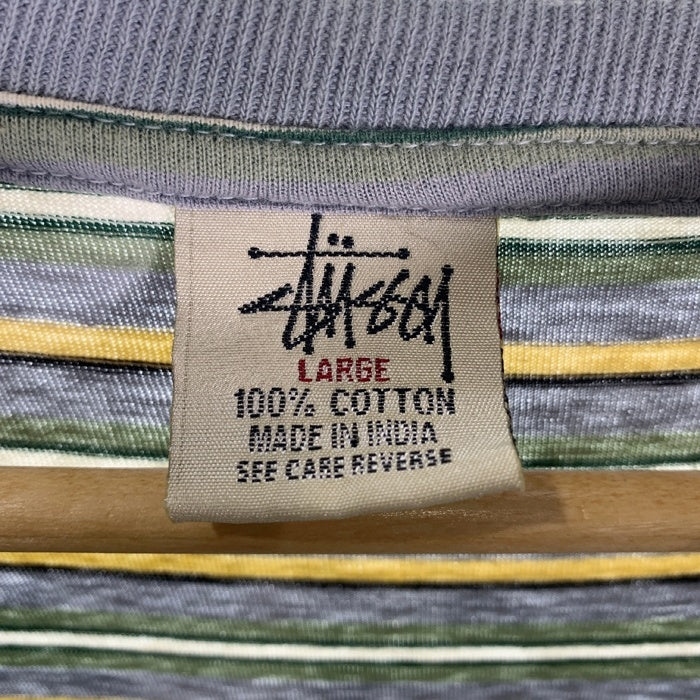 Stüssy
LARGE
100% COTTON
MADE IN INDIA
SEE CARE REVERSE